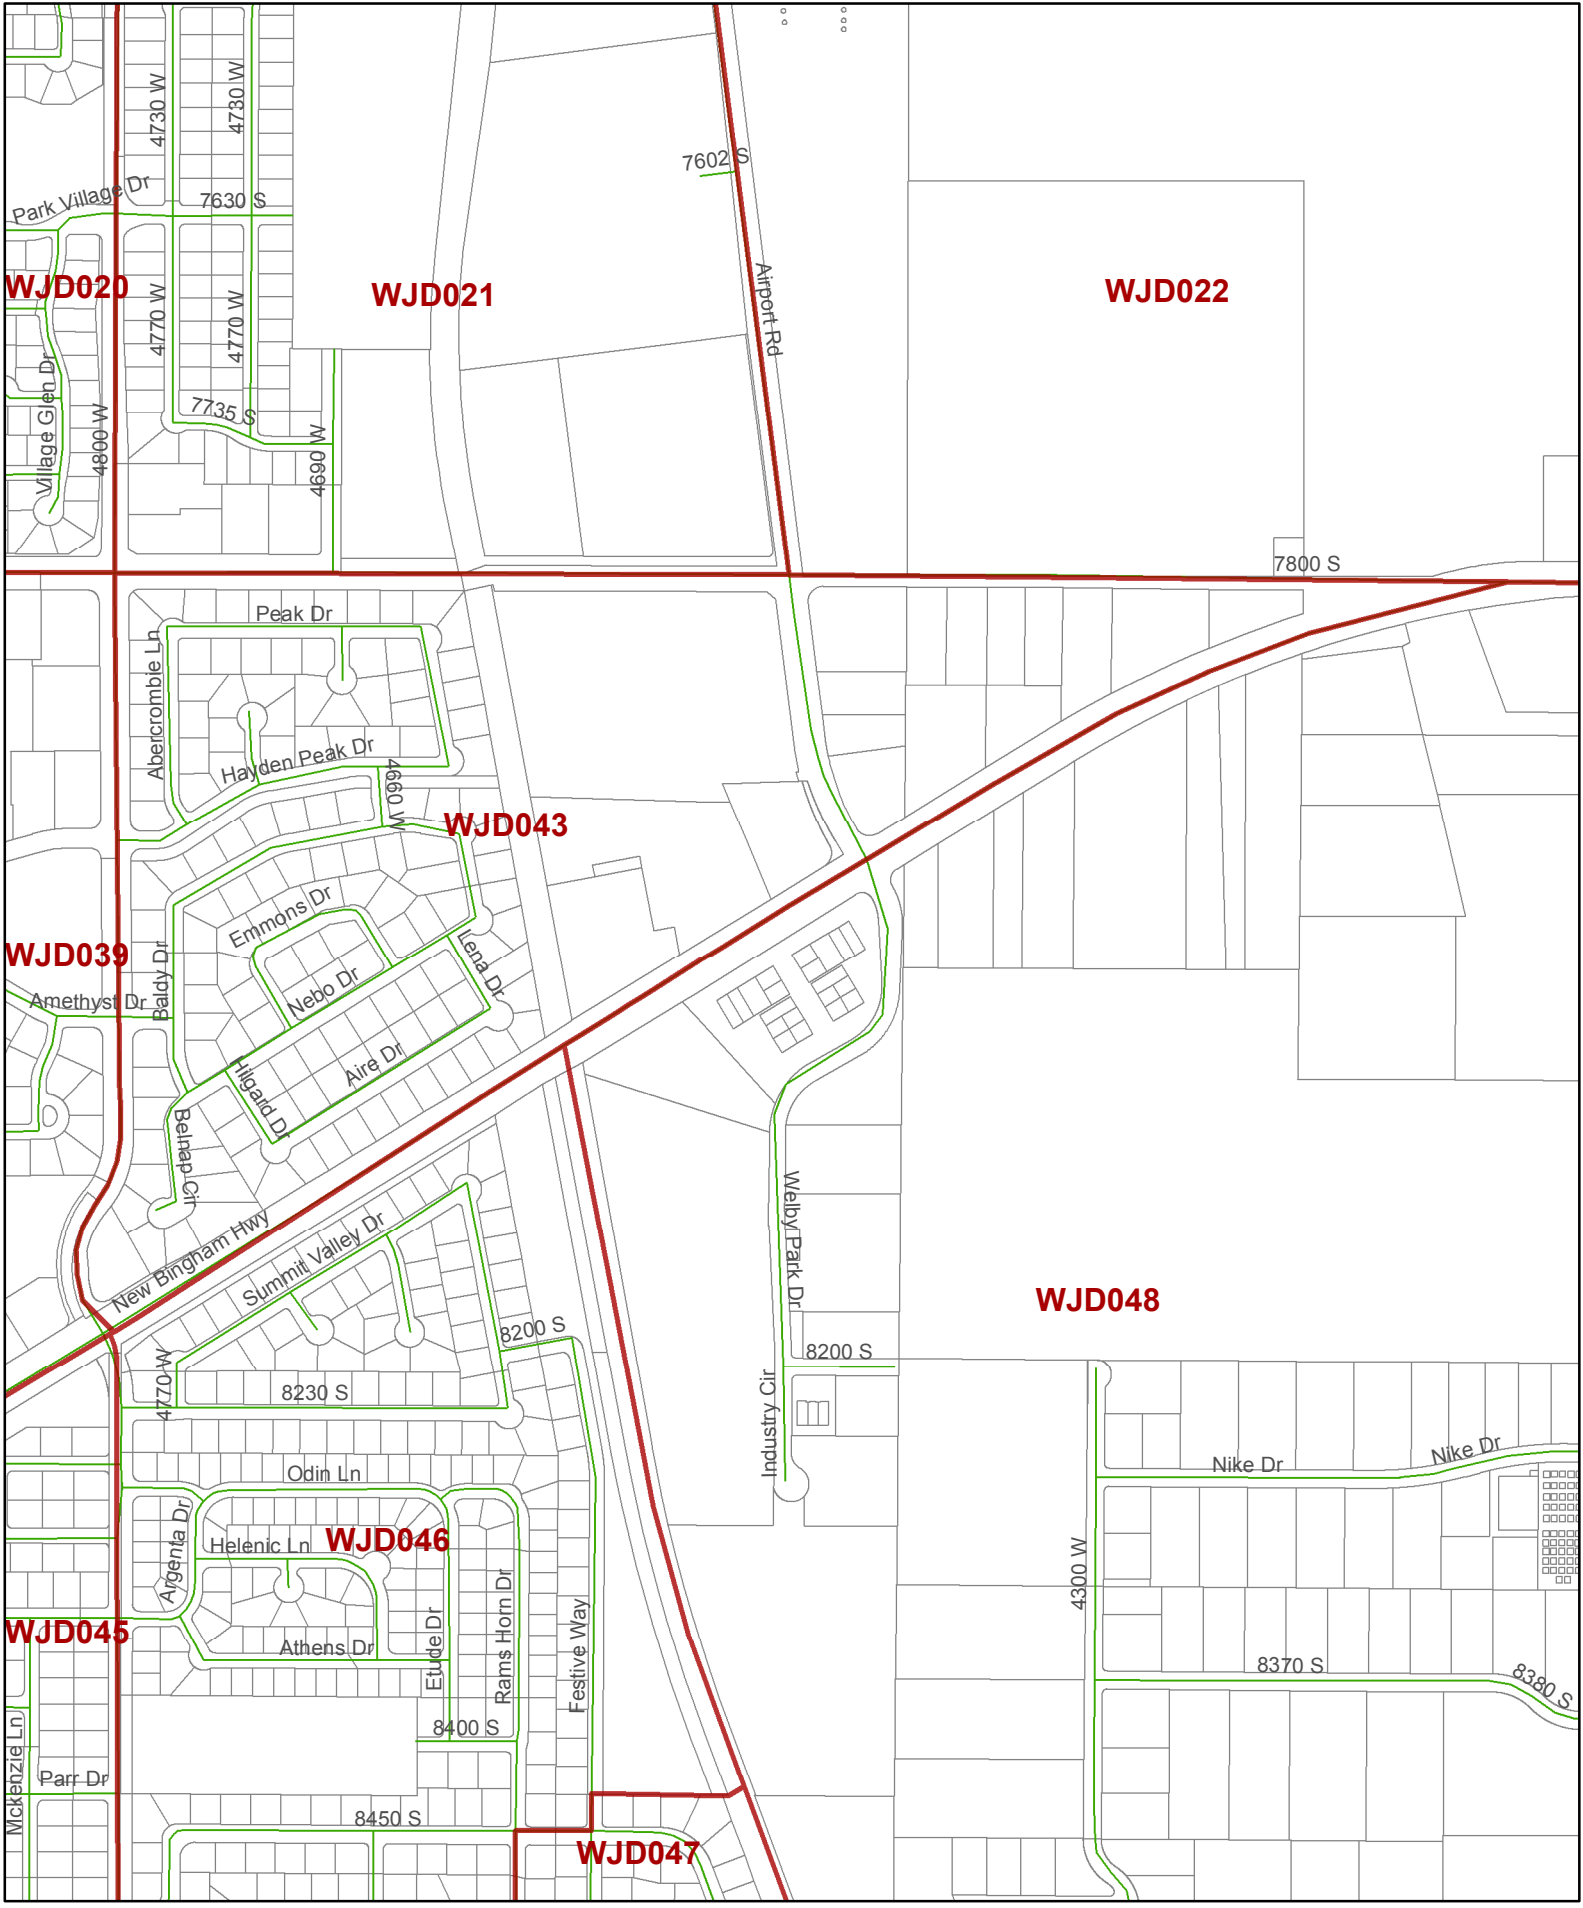 4730 W
4730 W
7602 S
Park Village Dr
7630 S
WJD020
WJD021
Airport Rd
WJD022
4770 W
4770 W
Village Glen Dr
4800 W
7735 S
4690 W
7800 S
Peak Dr
Abercrombie Ln
Hayden Peak Dr
4660 W
WJD043
Emmons Dr
WJD039
Baldy Dr
Lena Dr
Nebo Dr
Amethyst Dr
Aire Dr
Hilgard Dr
Belnap Cir
New Bingham Hwy
Summit Valley Dr
Welby Park Dr
WJD048
8200 S
8200 S
4770 W
8230 S
Industry Cir
Odin Ln
Nike Dr
Nike Dr
Argenta Dr
Helenic Ln
WJD046
4300 W
WJD045
Athens Dr
Etude Dr
Rams Horn Dr
Festive Way
8370 S
8380 S
8400 S
Mckenzie Ln
Parr Dr
8450 S
WJD047